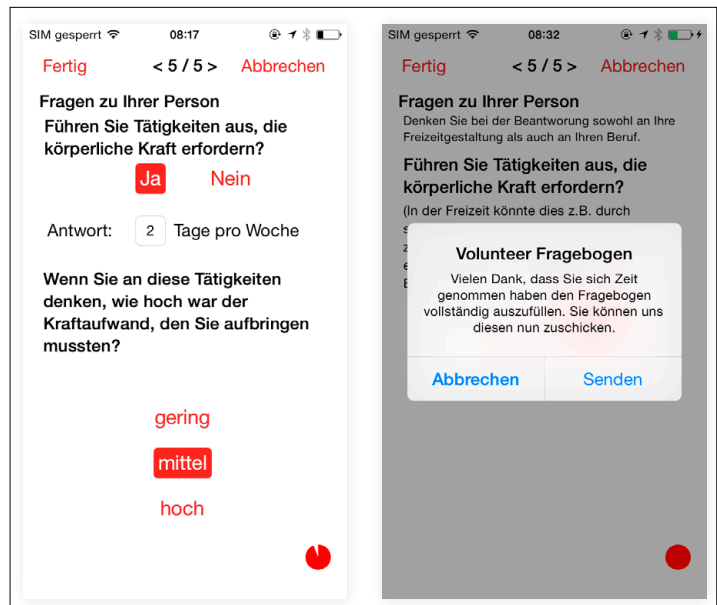 SIM gesperrt 08:17
Fertig < 5 / 5 > Abbrechen
Fragen zu Ihrer Person
Führen Sie Tätigkeiten aus, die
körperliche Kraft erfordern?
Ja Nein
Antwort: 2 Tage pro Woche
Wenn Sie an diese Tätigkeiten
denken, wie hoch war der
Kraftaufwand, den Sie aufbringen
mussten?
gering
mittel
hoch
SIM gesperrt 08:32
Fertig < 5 / 5 > Abbrechen
Fragen zu Ihrer Person
Denken Sie bei der Beantworung sowohl an Ihre
Freizeitgestaltung als auch an Ihren Beruf.
Führen Sie Tätigkeiten aus, die
körperliche Kraft erfordern?
(In der Freizeit könnte dies z.B. durch
Volunteer Fragebogen
Vielen Dank, dass Sie sich Zeit
genommen haben den Fragebogen
vollständig auszufüllen. Sie können uns
diesen nun zuschicken.
Abbrechen Senden